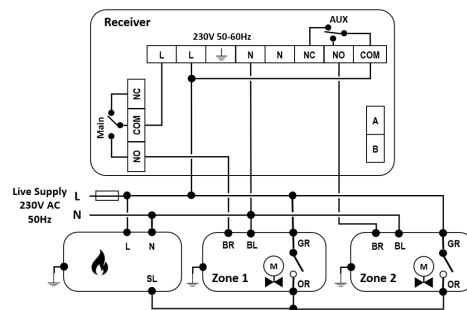 Receiver
AUX
230V 50-60Hz
L L N N NC NO COM
Main
NC
COM
NO
A
B
Live Supply
230V AC
50Hz
L
N
L N
SL
BR BL GR
M
Zone 1
OR
BR BL GR
M
Zone 2
OR